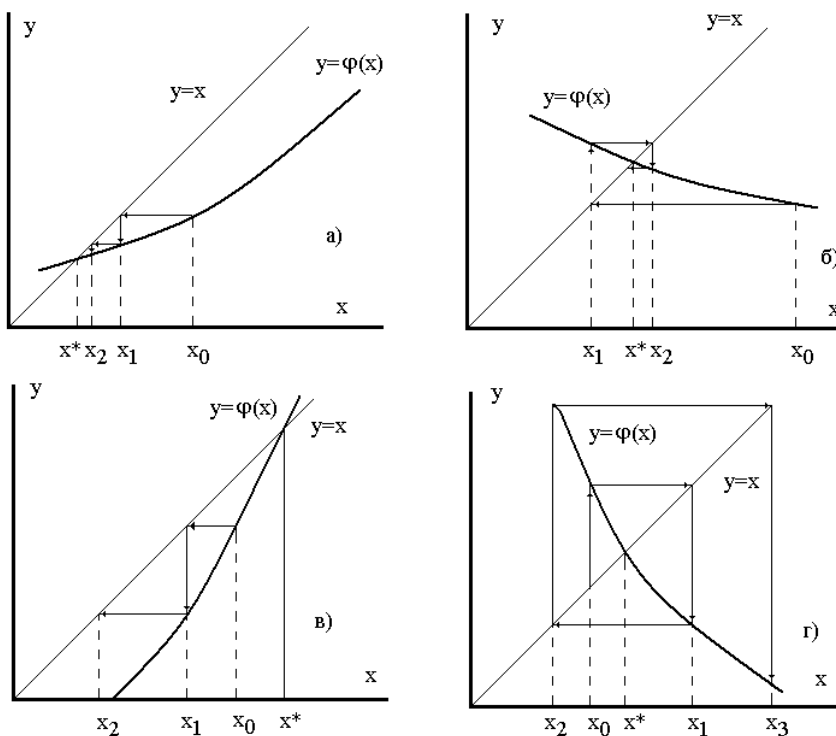 y
y=φ(x)
y=x
а)
x
x* x₂ x₁ x₀
y
y=x
y=φ(x)
б)
x
x₁ x* x₂ x₀
y
y=φ(x)
y=x
в)
x
x₂ x₁ x₀ x*
y
y=φ(x)
y=x
г)
x
x₂ x₀ x* x₁ x₃